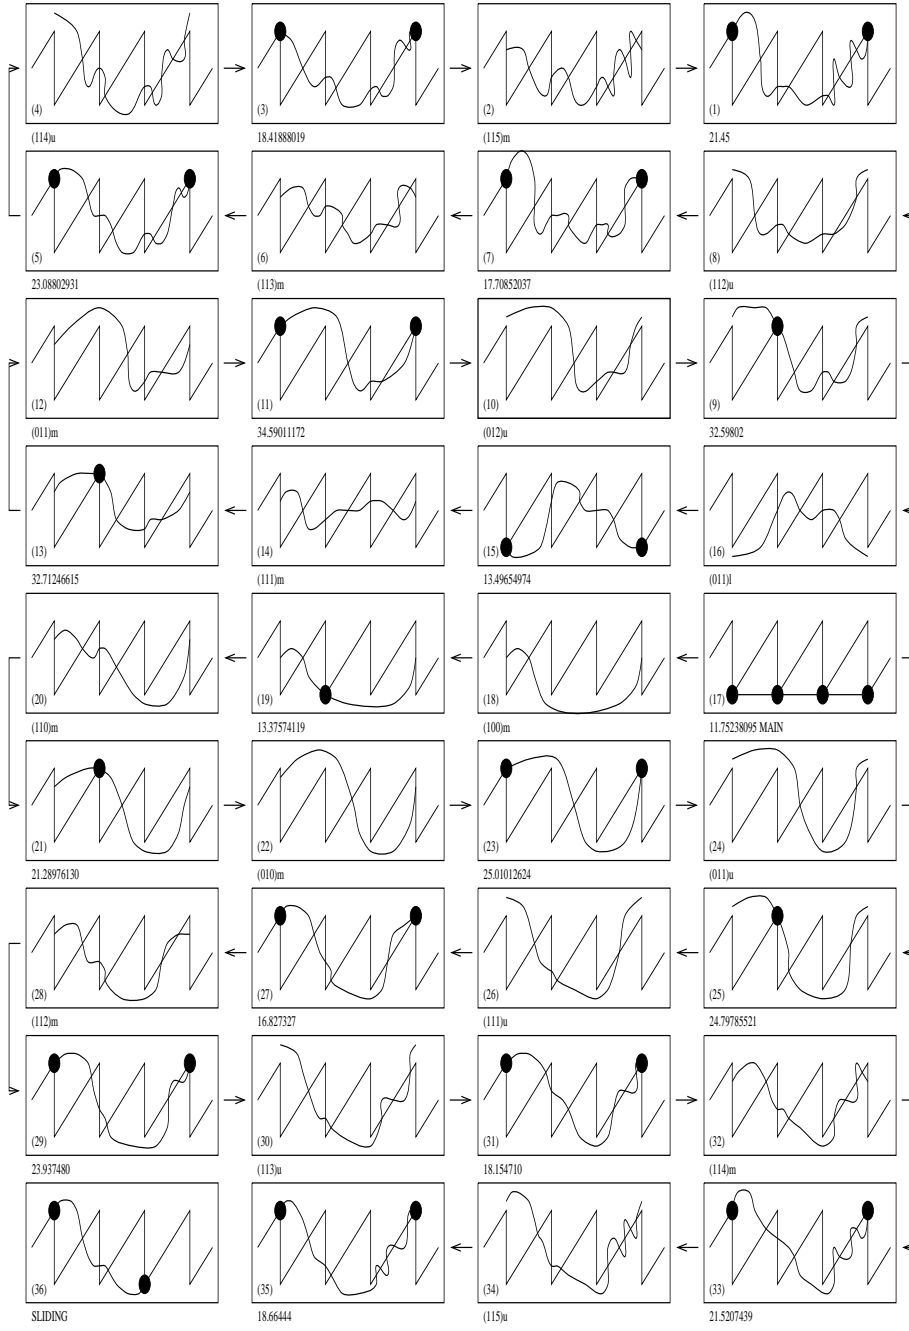 (4) (3) (2) (1)
(114)u 18.41888019 (115)m 21.45
(5) (6) (7) (8)
23.08802931 (113)m 17.70852037 (112)u
(12) (11) (10) (9)
(011)m 34.59011172 (012)u 32.59802
(13) (14) (15) (16)
32.71246615 (111)m 13.49654974 (011)l
(20) (19) (18) (17)
(110)m 13.37574119 (100)m 11.75238095 MAIN
(21) (22) (23) (24)
21.28976130 (010)m 25.01012624 (011)u
(28) (27) (26) (25)
(112)m 16.827327 (111)u 24.79785521
(29) (30) (31) (32)
23.937480 (113)u 18.154710 (114)m
(36) (35) (34) (33)
SLIDING 18.66444 (115)u 21.5207439